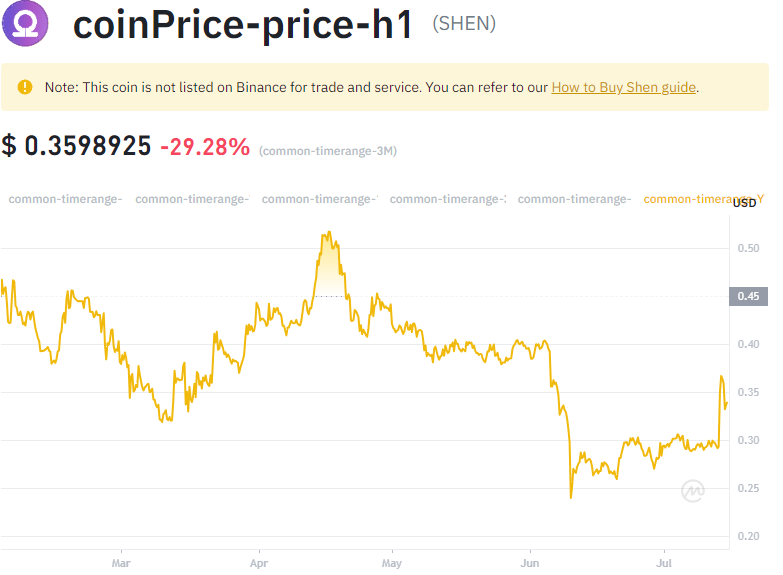 coinPrice-price-h1 (SHEN)
Note: This coin is not listed on Binance for trade and service. You can refer to our How to Buy Shen guide.
$ 0.3598925 -29.28% (common-timerange-3M)
common-timerange- common-timerange- common-timerange- common-timerange- common-timerange- common-timerange-Y
USD
0.50
0.45
0.40
0.35
0.30
0.25
0.20
Mar Apr May Jun Jul